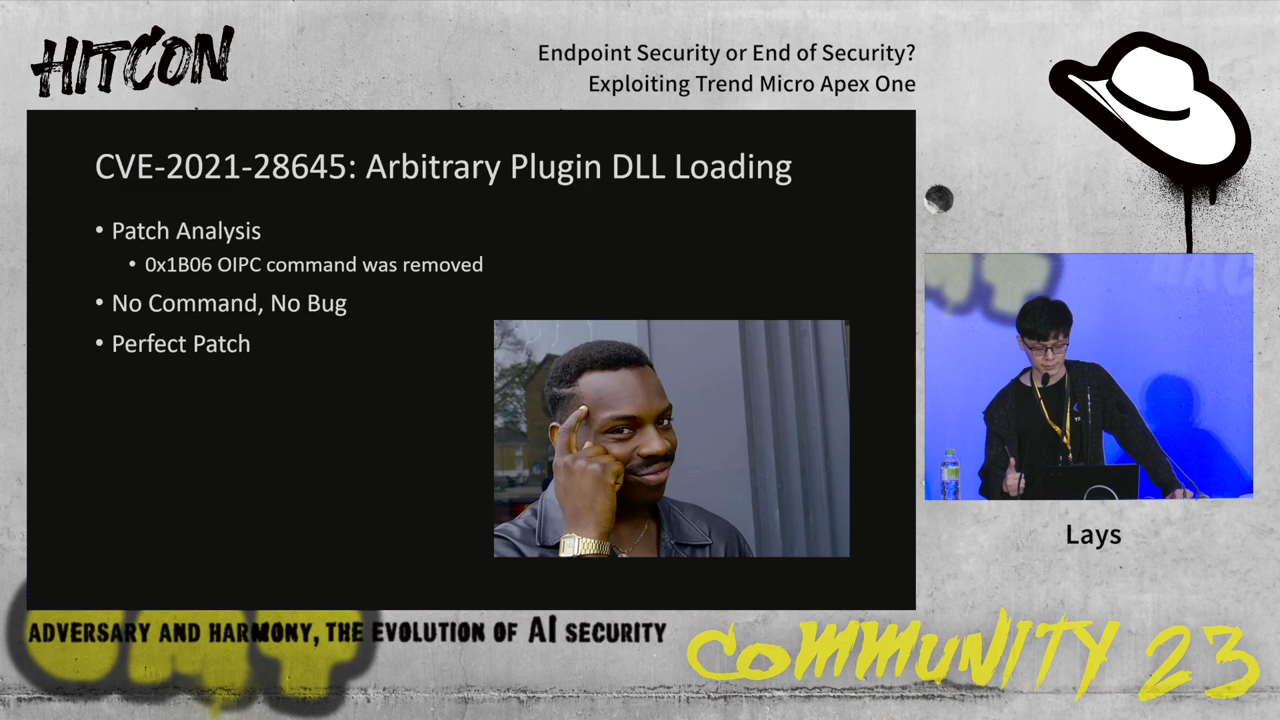 HITCON
Endpoint Security or End of Security?
Exploiting Trend Micro Apex One
CVE-2021-28645: Arbitrary Plugin DLL Loading
• Patch Analysis
• 0x1B06 OIPC command was removed
• No Command, No Bug
• Perfect Patch
Lays
ADVERSARY AND HARMONY, THE EVOLUTION OF AI SECURITY
COMMUNITY 23